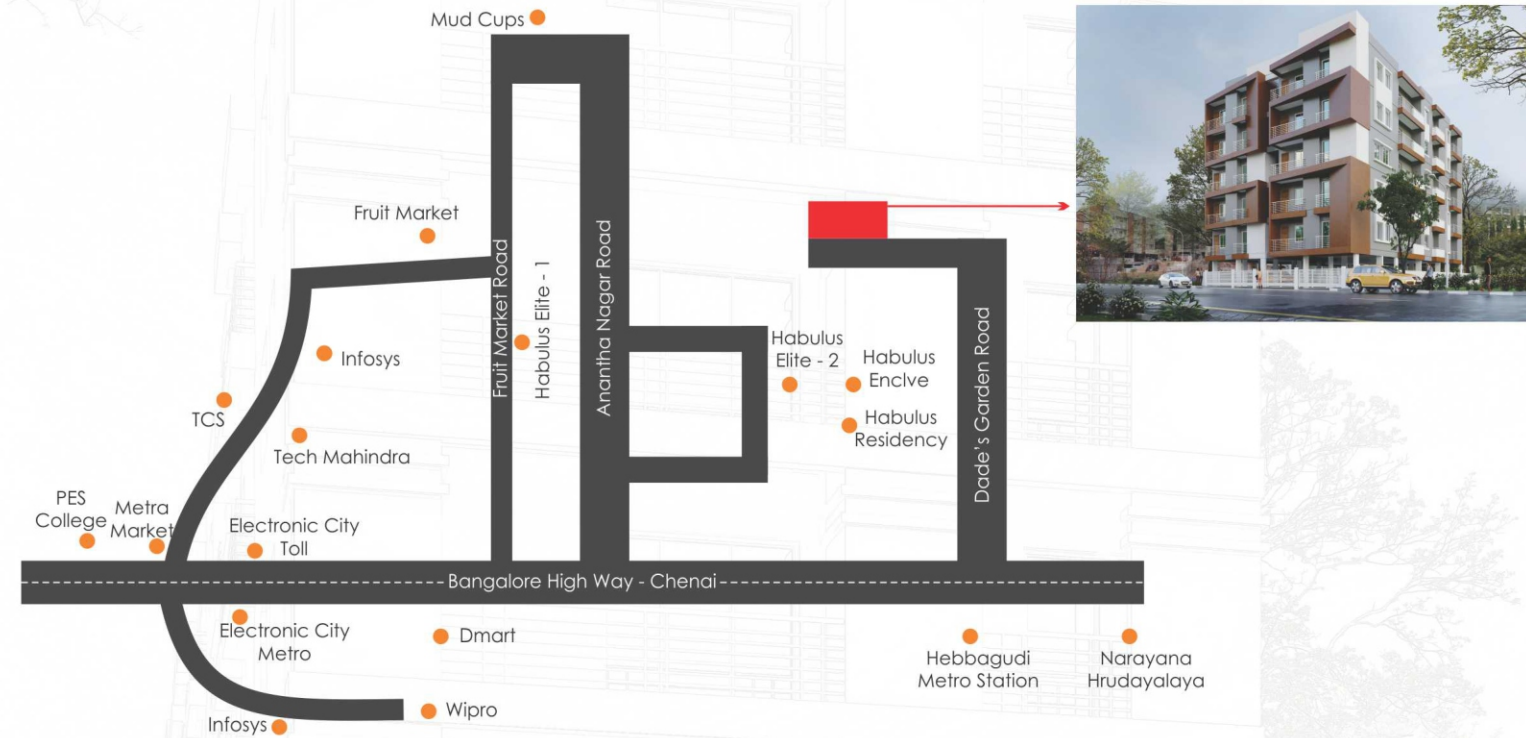 Mud Cups
Fruit Market
Fruit Market Road
Habulus Elite - 1
Anantha Nagar Road
Infosys
Habulus
Elite - 2
Habulus
Enclve
TCS
Habulus
Residency
Tech Mahindra
Dade's Garden Road
PES
College
Metra
Market
Electronic City
Toll
Bangalore High Way - Chenai
Electronic City
Metro
Dmart
Hebbagudi
Metro Station
Narayana
Hrudayalaya
Infosys
Wipro